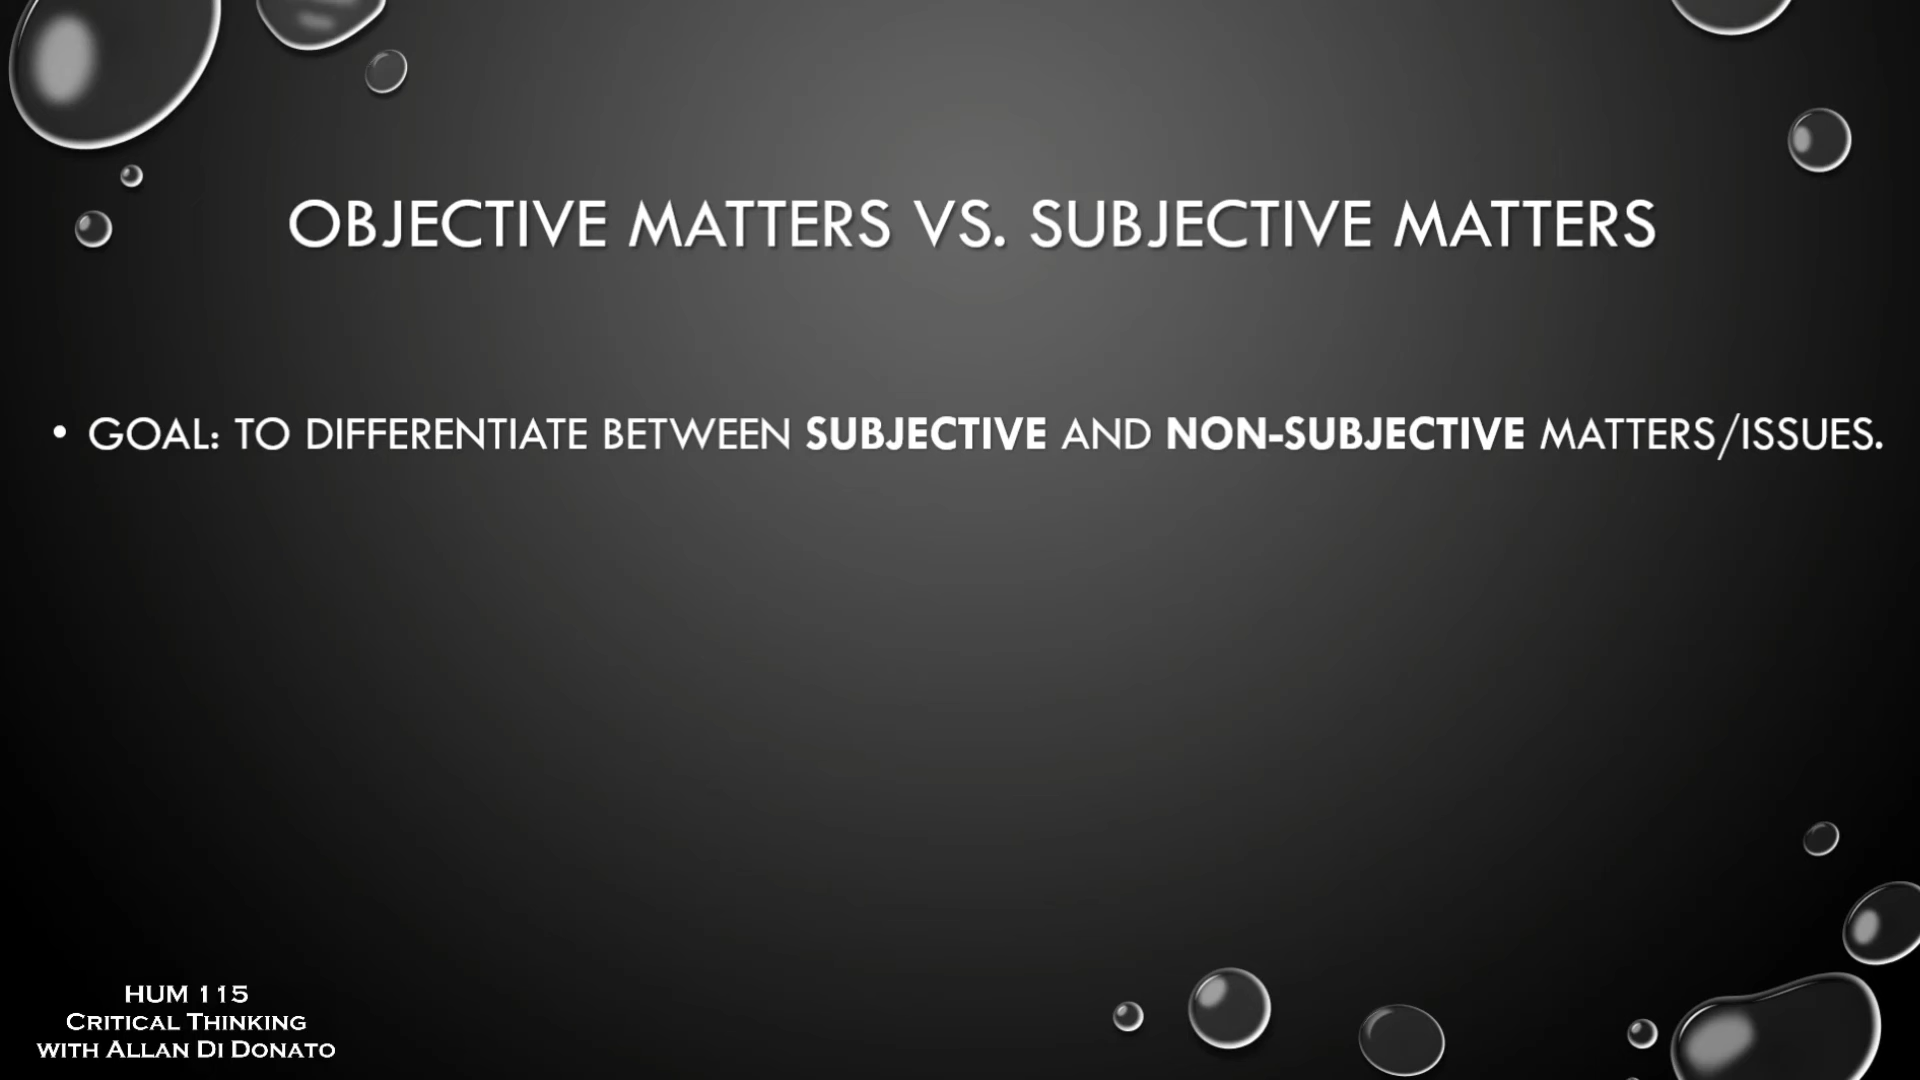 OBJECTIVE MATTERS VS. SUBJECTIVE MATTERS
• GOAL: TO DIFFERENTIATE BETWEEN SUBJECTIVE AND NON-SUBJECTIVE MATTERS/ISSUES.
HUM 115
CRITICAL THINKING
WITH ALLAN DI DONATO